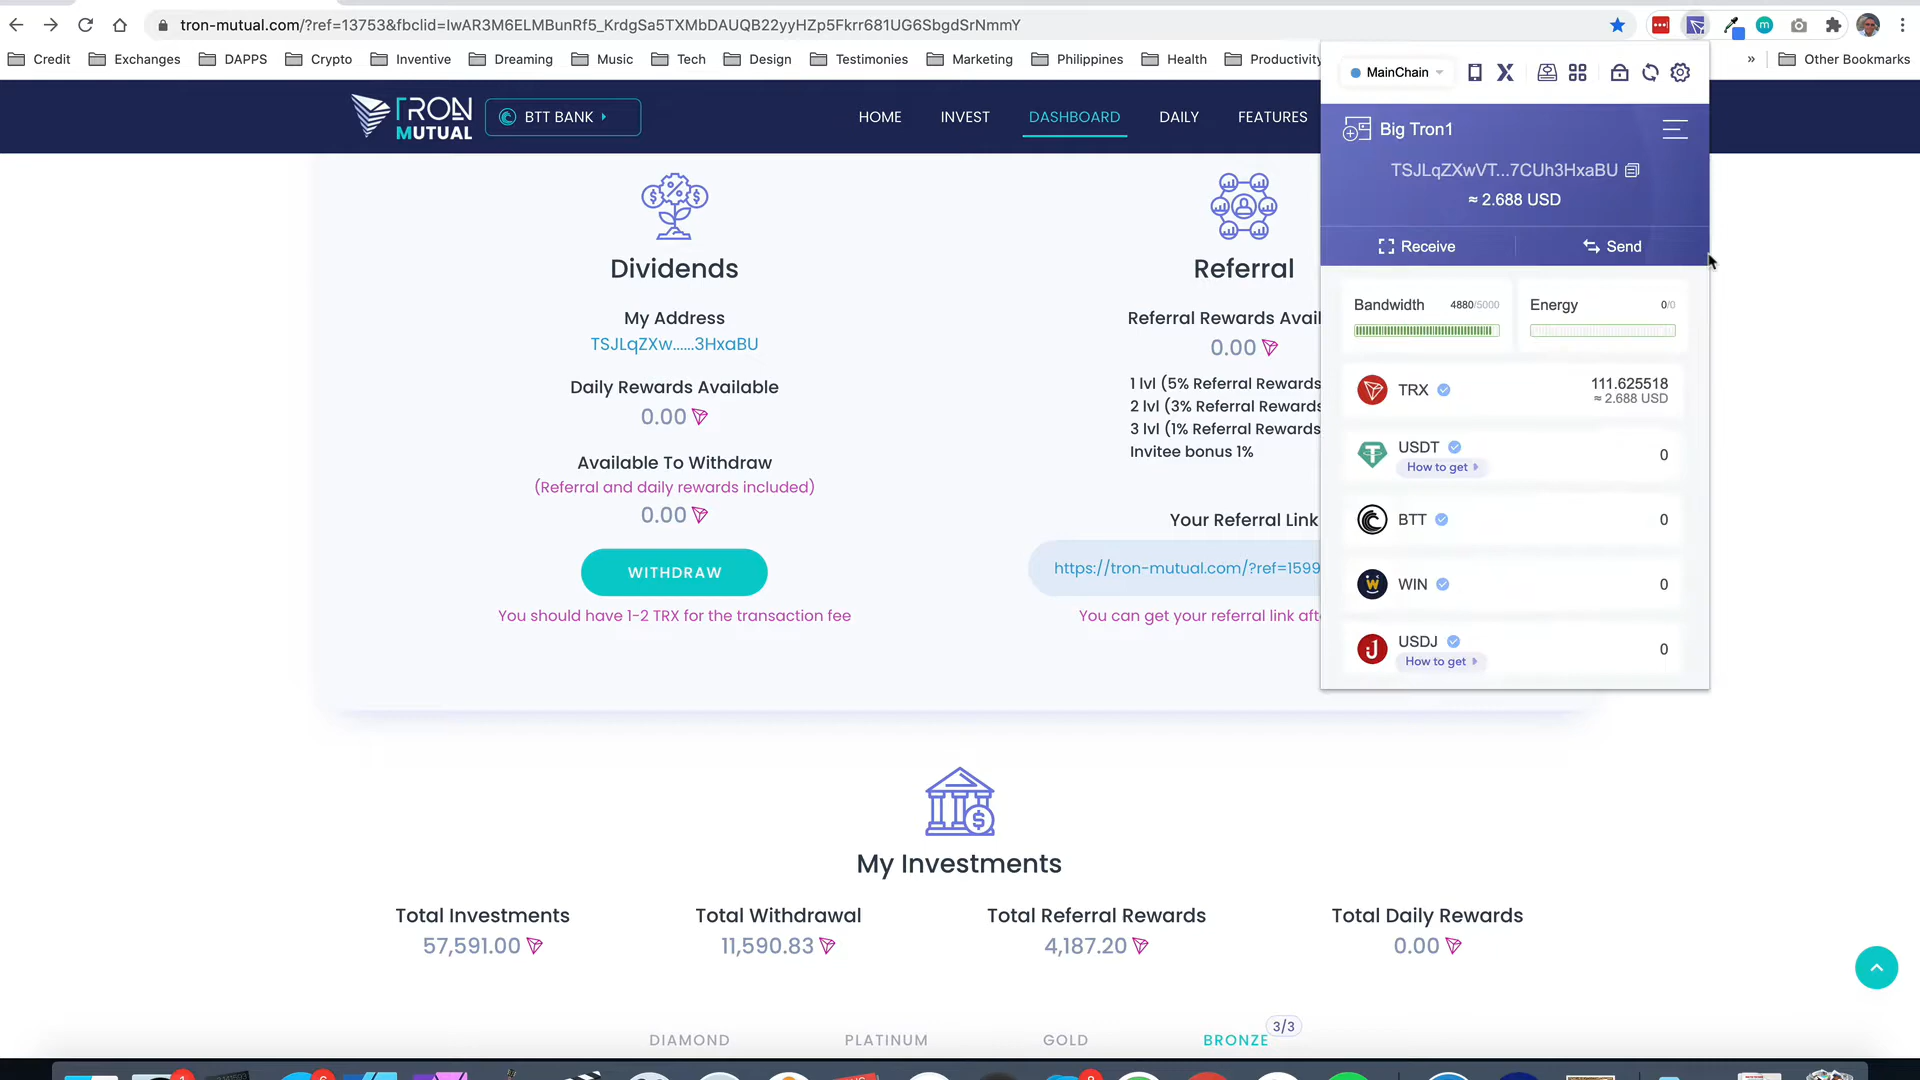 tron-mutual.com/?ref=13753&fbclid=IwAR3M6ELMBunRf5_KrdgSa5TXMbDAUQB22yyHZp5Fkrr681UG6SbgdSrNmmY
Credit Exchanges DAPPS Crypto Inventive Dreaming Music Tech Design Testimonies Marketing Philippines Health Productivity » Other Bookmarks
MainChain
TRON MUTUAL
BTT BANK
HOME INVEST DASHBOARD DAILY FEATURES
Big Tron1
TSJLqZXwVT...7CUh3HxaBU
≈ 2.688 USD
Receive Send
Bandwidth 4880/5000 Energy 0/0
TRX 111.625518
≈ 2.688 USD
USDT 0
How to get
BTT 0
WIN 0
USDJ 0
How to get
Dividends
My Address
TSJLqZXw......3HxaBU
Daily Rewards Available
0.00
Available To Withdraw
(Referral and daily rewards included)
0.00
WITHDRAW
You should have 1-2 TRX for the transaction fee
Referral
Referral Rewards Avail
0.00
1 lvl (5% Referral Rewards
2 lvl (3% Referral Rewards
3 lvl (1% Referral Rewards
Invitee bonus 1%
Your Referral Link
https://tron-mutual.com/?ref=1599
You can get your referral link aft
My Investments
Total Investments Total Withdrawal Total Referral Rewards Total Daily Rewards
57,591.00 11,590.83 4,187.20 0.00
3/3
DIAMOND PLATINUM GOLD BRONZE